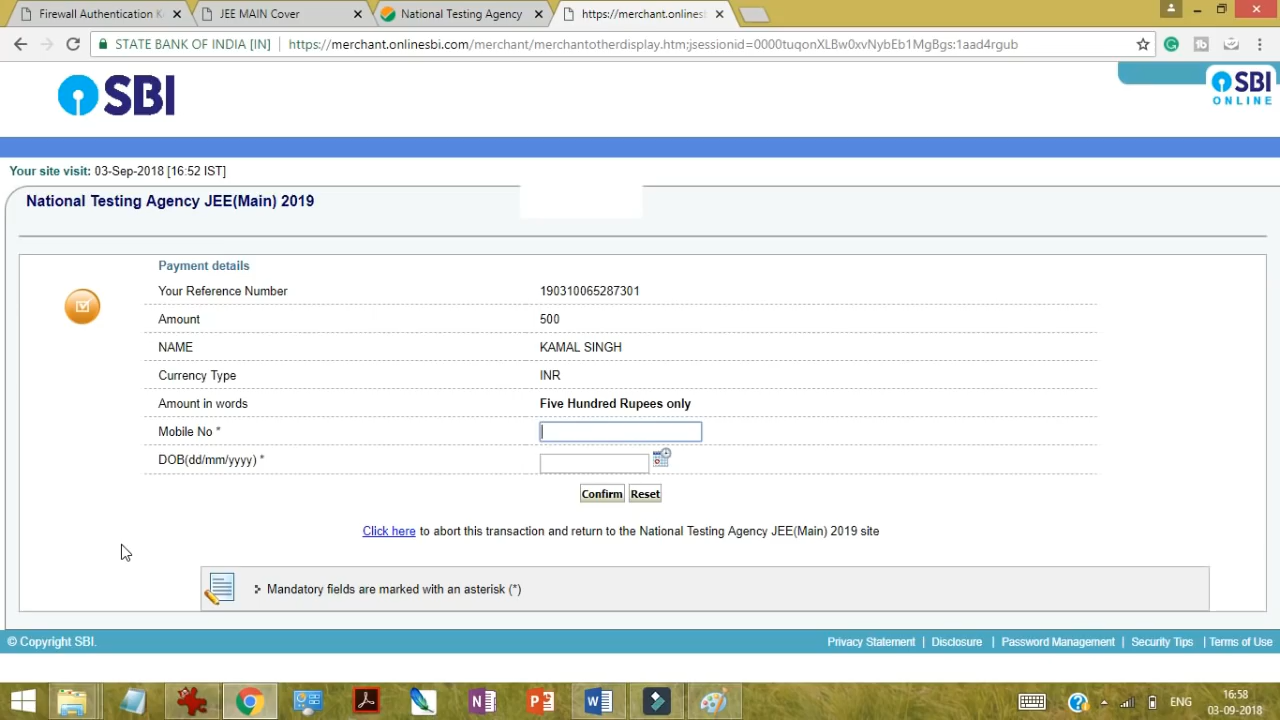 Firewall Authentication K
JEE MAIN Cover
National Testing Agency
https://merchant.onlines
STATE BANK OF INDIA [IN]
https://merchant.onlinesbi.com/merchant/merchantotherdisplay.htm;jsessionid=0000tuqonXLBw0xvNybEb1MgBgs:1aad4rgub
SBI
SBI
ONLINE
Your site visit: 03-Sep-2018 [16:52 IST]
National Testing Agency JEE(Main) 2019
Payment details
Your Reference Number 190310065287301
Amount 500
NAME KAMAL SINGH
Currency Type INR
Amount in words Five Hundred Rupees only
Mobile No *
DOB(dd/mm/yyyy) *
Confirm Reset
Click here to abort this transaction and return to the National Testing Agency JEE(Main) 2019 site
Mandatory fields are marked with an asterisk (*)
© Copyright SBI.
Privacy Statement | Disclosure | Password Management | Security Tips | Terms of Use
ENG
16:58
03-09-2018